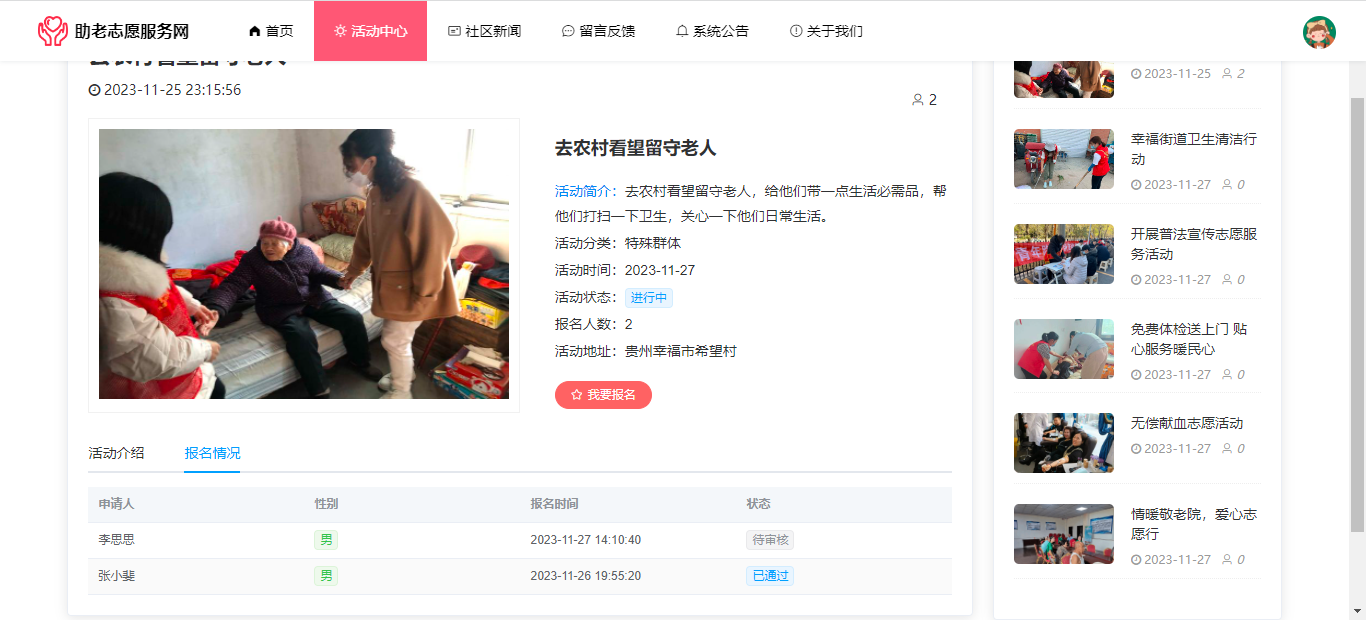 助老志愿服务网
首页
活动中心
社区新闻
留言反馈
系统公告
关于我们
2023-11-25 23:15:56
2
去农村看望留守老人
活动简介：去农村看望留守老人，给他们带一点生活必需品，帮
他们打扫一下卫生，关心一下他们日常生活。
活动分类：特殊群体
活动时间：2023-11-27
活动状态：进行中
报名人数：2
活动地址：贵州幸福市希望村
我要报名
活动介绍
报名情况
申请人 性别 报名时间 状态
李思思 男 2023-11-27 14:10:40 待审核
张小斐 男 2023-11-26 19:55:20 已通过
2023-11-25 2
幸福街道卫生清洁行
动
2023-11-27 0
开展普法宣传志愿服
务活动
2023-11-27 0
免费体检送上门 贴
心服务暖民心
2023-11-27 0
无偿献血志愿活动
2023-11-27 0
情暖敬老院，爱心志
愿行
2023-11-27 0